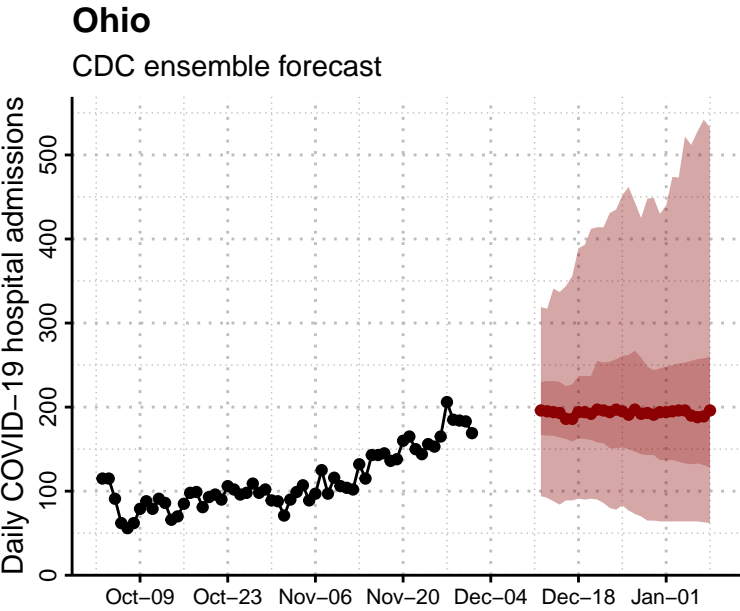 Ohio
CDC ensemble forecast
Daily COVID−19 hospital admissions
500
400
300
200
100
0
Oct−09 Oct−23 Nov−06 Nov−20 Dec−04 Dec−18 Jan−01